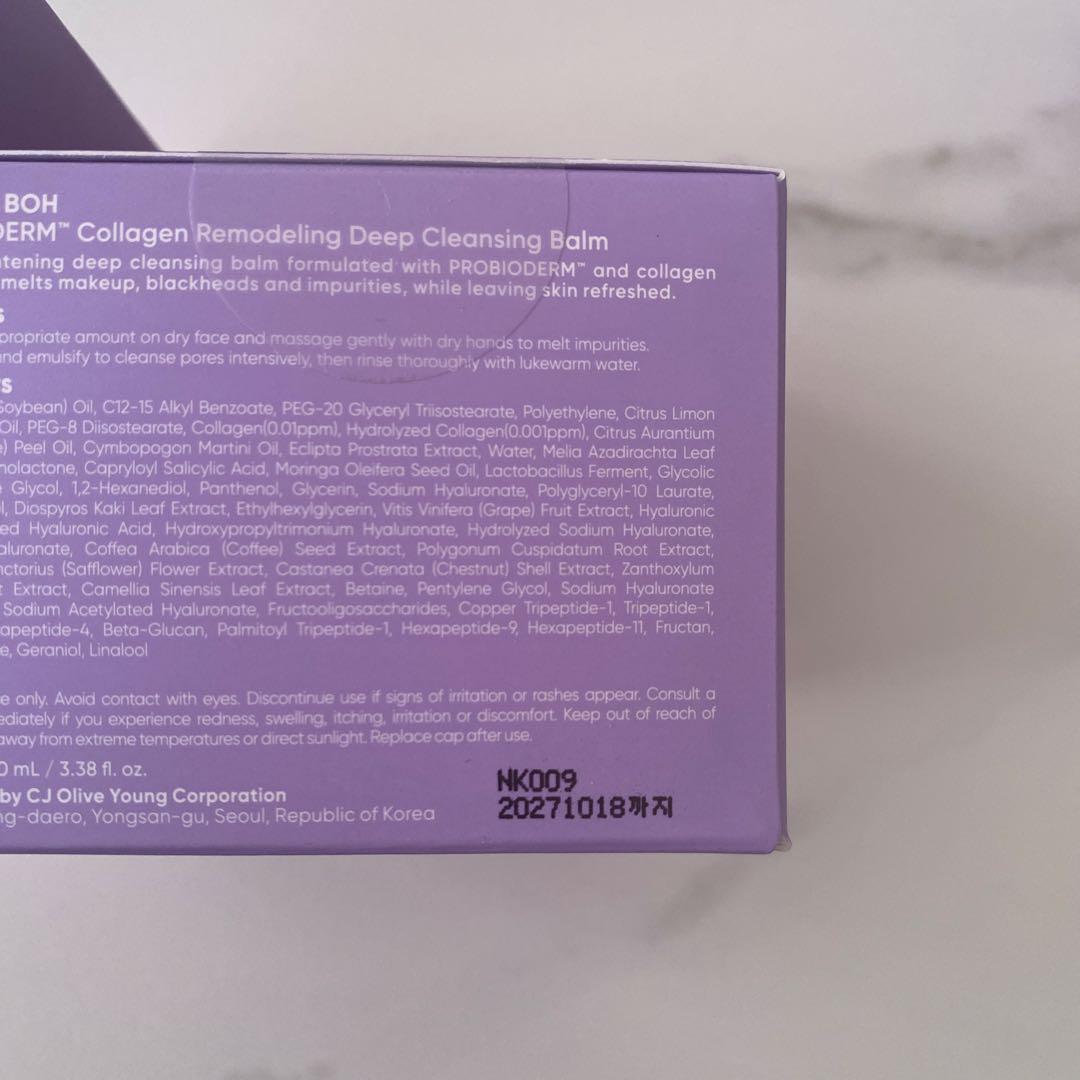 BOH
DERM™ Collagen Remodeling Deep Cleansing Balm
htening deep cleansing balm formulated with PROBIODERM™ and collagen
melts makeup, blackheads and impurities, while leaving skin refreshed.
s
propriate amount on dry face and massage gently with dry hands to melt impurities.
nd emulsify to cleanse pores intensively, then rinse thoroughly with lukewarm water.
ts
Soybean) Oil, C12-15 Alkyl Benzoate, PEG-20 Glyceryl Triisostearate, Polyethylene, Citrus Limon
Oil, PEG-8 Diisostearate, Collagen(0.01ppm), Hydrolyzed Collagen(0.001ppm), Citrus Aurantium
e) Peel Oil, Cymbopogon Martini Oil, Eclipta Prostrata Extract, Water, Melia Azadirachta Leaf
nolactone, Capryloyl Salicylic Acid, Moringa Oleifera Seed Oil, Lactobacillus Ferment, Glycolic
e Glycol, 1,2-Hexanediol, Panthenol, Glycerin, Sodium Hyaluronate, Polyglyceryl-10 Laurate,
l, Diospyros Kaki Leaf Extract, Ethylhexylglycerin, Vitis Vinifera (Grape) Fruit Extract, Hyaluronic
ed Hyaluronic Acid, Hydroxypropyltrimonium Hyaluronate, Hydrolyzed Sodium Hyaluronate,
aluronate, Coffea Arabica (Coffee) Seed Extract, Polygonum Cuspidatum Root Extract,
nctorius (Safflower) Flower Extract, Castanea Crenata (Chestnut) Shell Extract, Zanthoxylum
t Extract, Camellia Sinensis Leaf Extract, Betaine, Pentylene Glycol, Sodium Hyaluronate
Sodium Acetylated Hyaluronate, Fructooligosaccharides, Copper Tripeptide-1, Tripeptide-1,
apeptide-4, Beta-Glucan, Palmitoyl Tripeptide-1, Hexapeptide-9, Hexapeptide-11, Fructan,
e, Geraniol, Linalool
e only. Avoid contact with eyes. Discontinue use if signs of irritation or rashes appear. Consult a
ediately if you experience redness, swelling, itching, irritation or discomfort. Keep out of reach of
away from extreme temperatures or direct sunlight. Replace cap after use.
0 mL / 3.38 fl. oz.
by CJ Olive Young Corporation
ng-daero, Yongsan-gu, Seoul, Republic of Korea
NK009
20271018까지